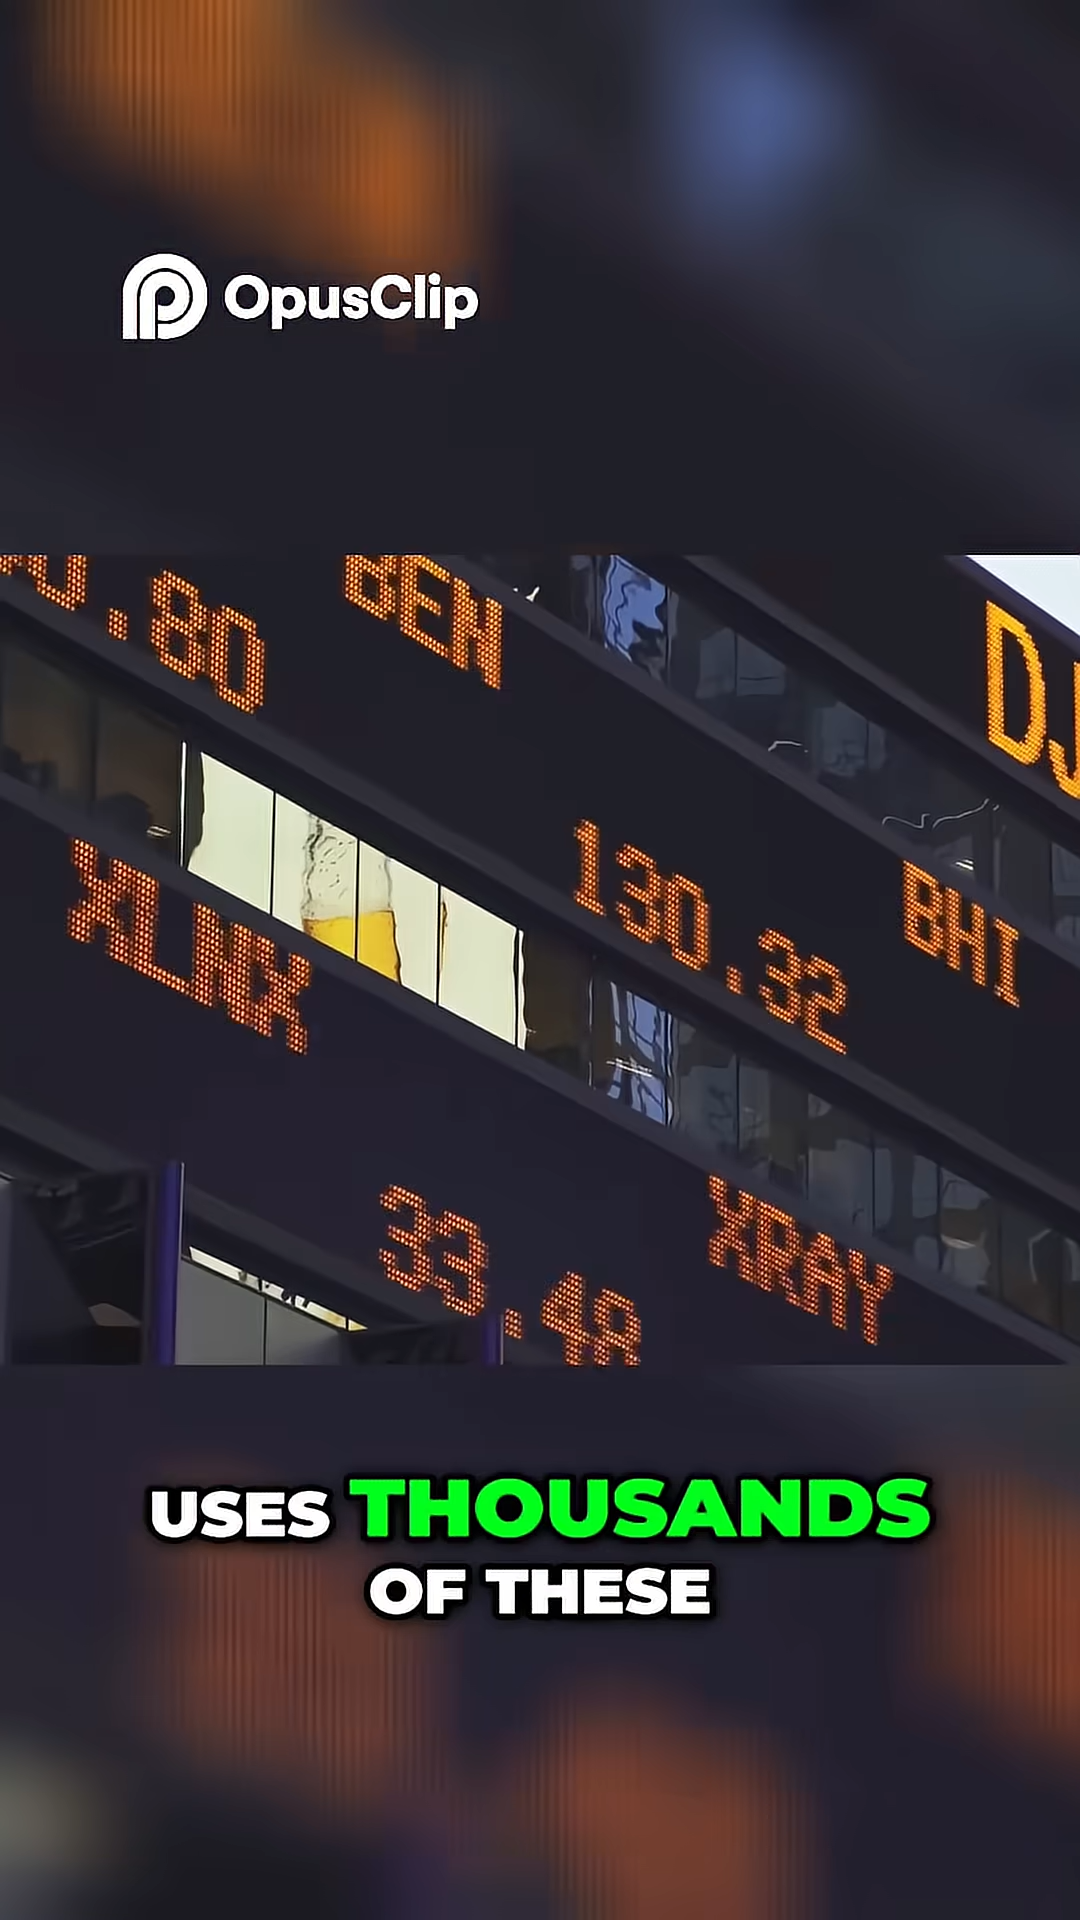 OpusClip
.80
BEN
DJ
130.32
BHI
XLNX
33.48
XRAY
USES THOUSANDS
OF THESE